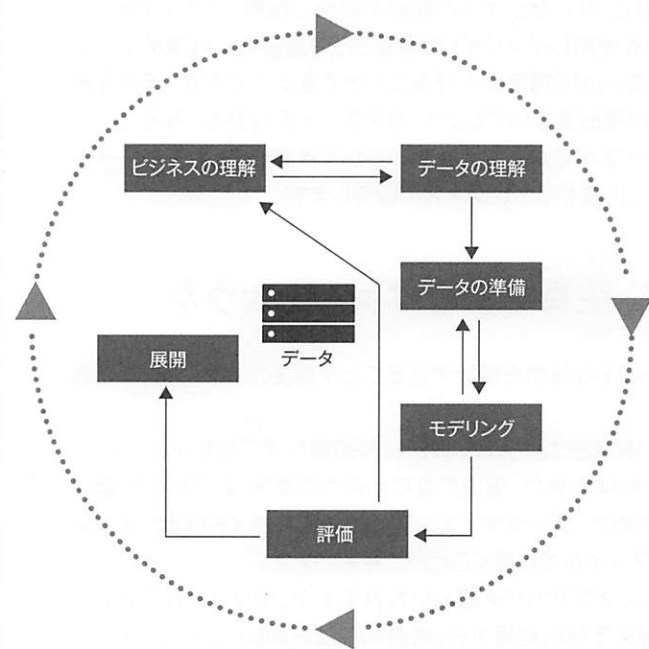 ビジネスの理解
データの理解
データの準備
データ
展開
モデリング
評価